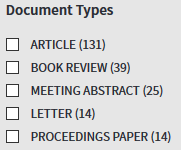 Document Types
ARTICLE (131)
BOOK REVIEW (39)
MEETING ABSTRACT (25)
LETTER (14)
PROCEEDINGS PAPER (14)